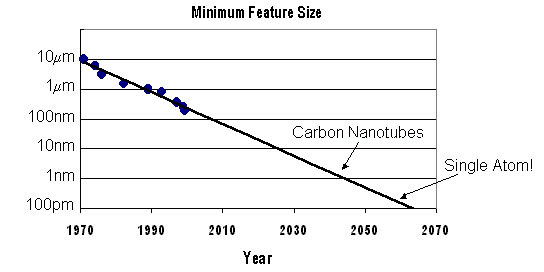 Minimum Feature Size
10μm
1μm
100nm
10nm
1nm
100pm
Carbon Nanotubes
Single Atom!
1970 1990 2010 2030 2050 2070
Year